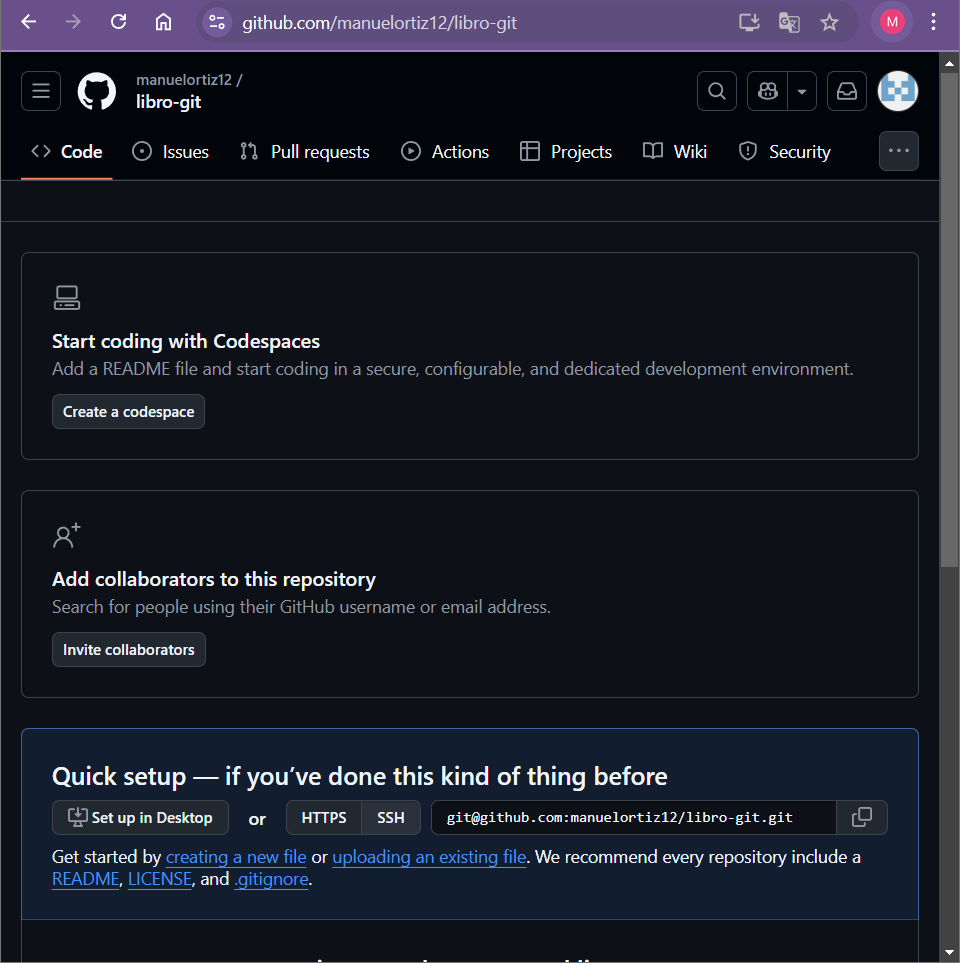 github.com/manuelortiz12/libro-git
M
manuelortiz12 /
libro-git
Code Issues Pull requests Actions Projects Wiki Security
Start coding with Codespaces
Add a README file and start coding in a secure, configurable, and dedicated development environment.
Create a codespace
Add collaborators to this repository
Search for people using their GitHub username or email address.
Invite collaborators
Quick setup — if you’ve done this kind of thing before
Set up in Desktop or HTTPS SSH git@github.com:manuelortiz12/libro-git.git
Get started by creating a new file or uploading an existing file. We recommend every repository include a
README, LICENSE, and .gitignore.